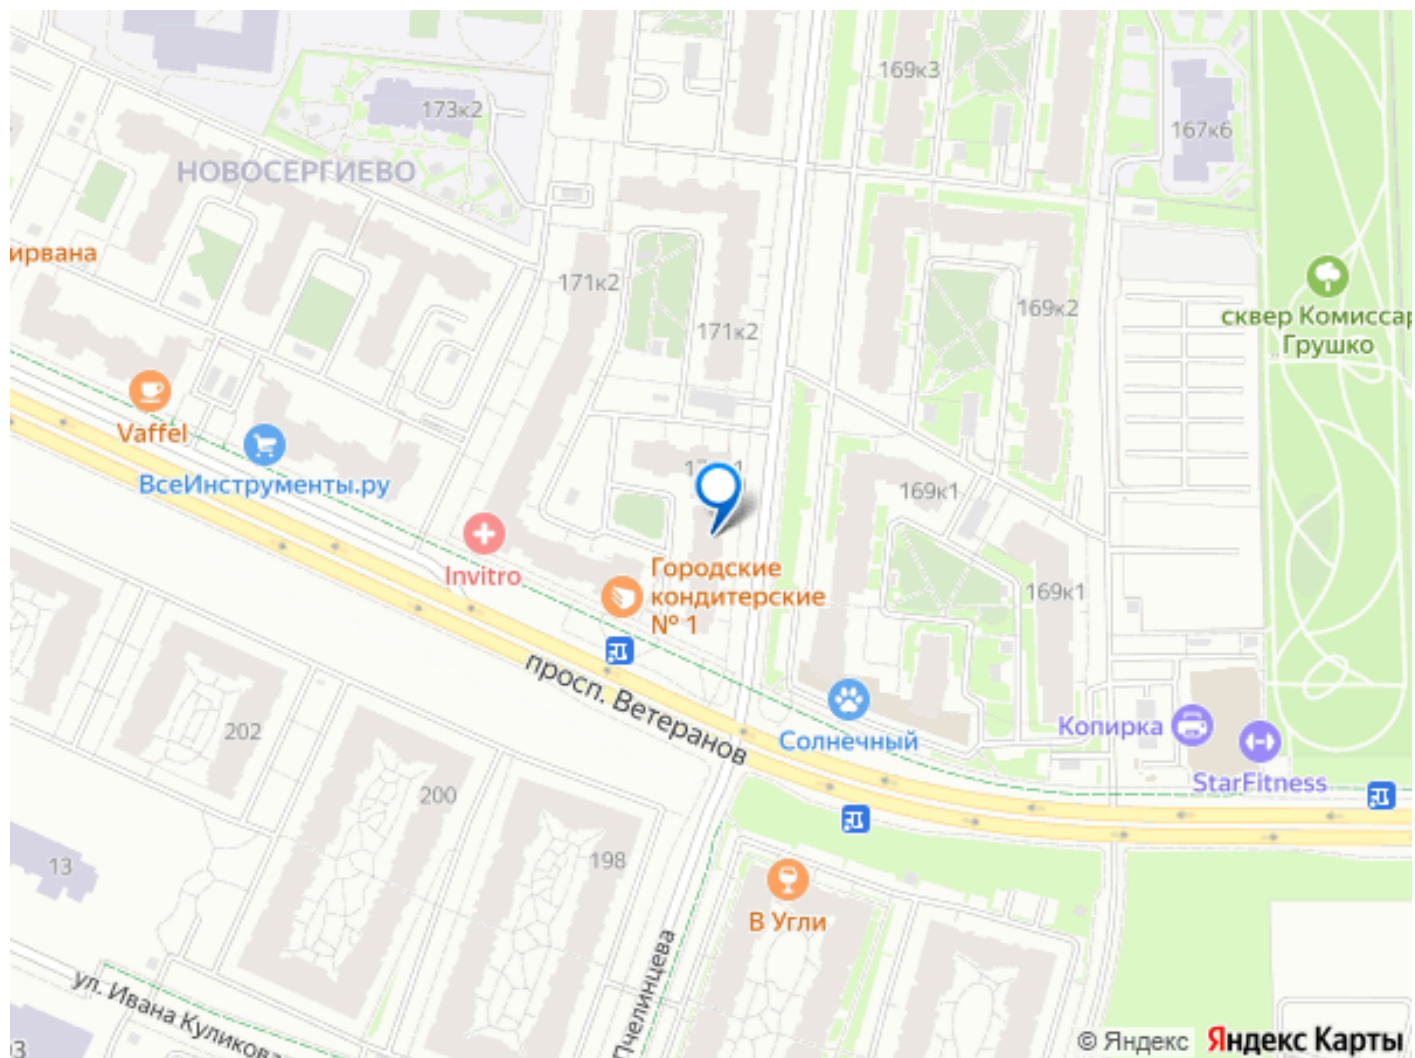 169к3
173к2
167к6
НОВОСЕРГИЕВО
ирвана
171к2
171к2
169к2
сквер Комиссар
Грушко
Vaffel
ВсеИнструменты.ру
169к1
Invitro
Городские
кондитерские
№ 1
169к1
просп. Ветеранов
202
Солнечный
Копирка
StarFitness
200
198
13
В Угли
Пчелинцева
ул. Ивана Куликова
© Яндекс
Яндекс Карты